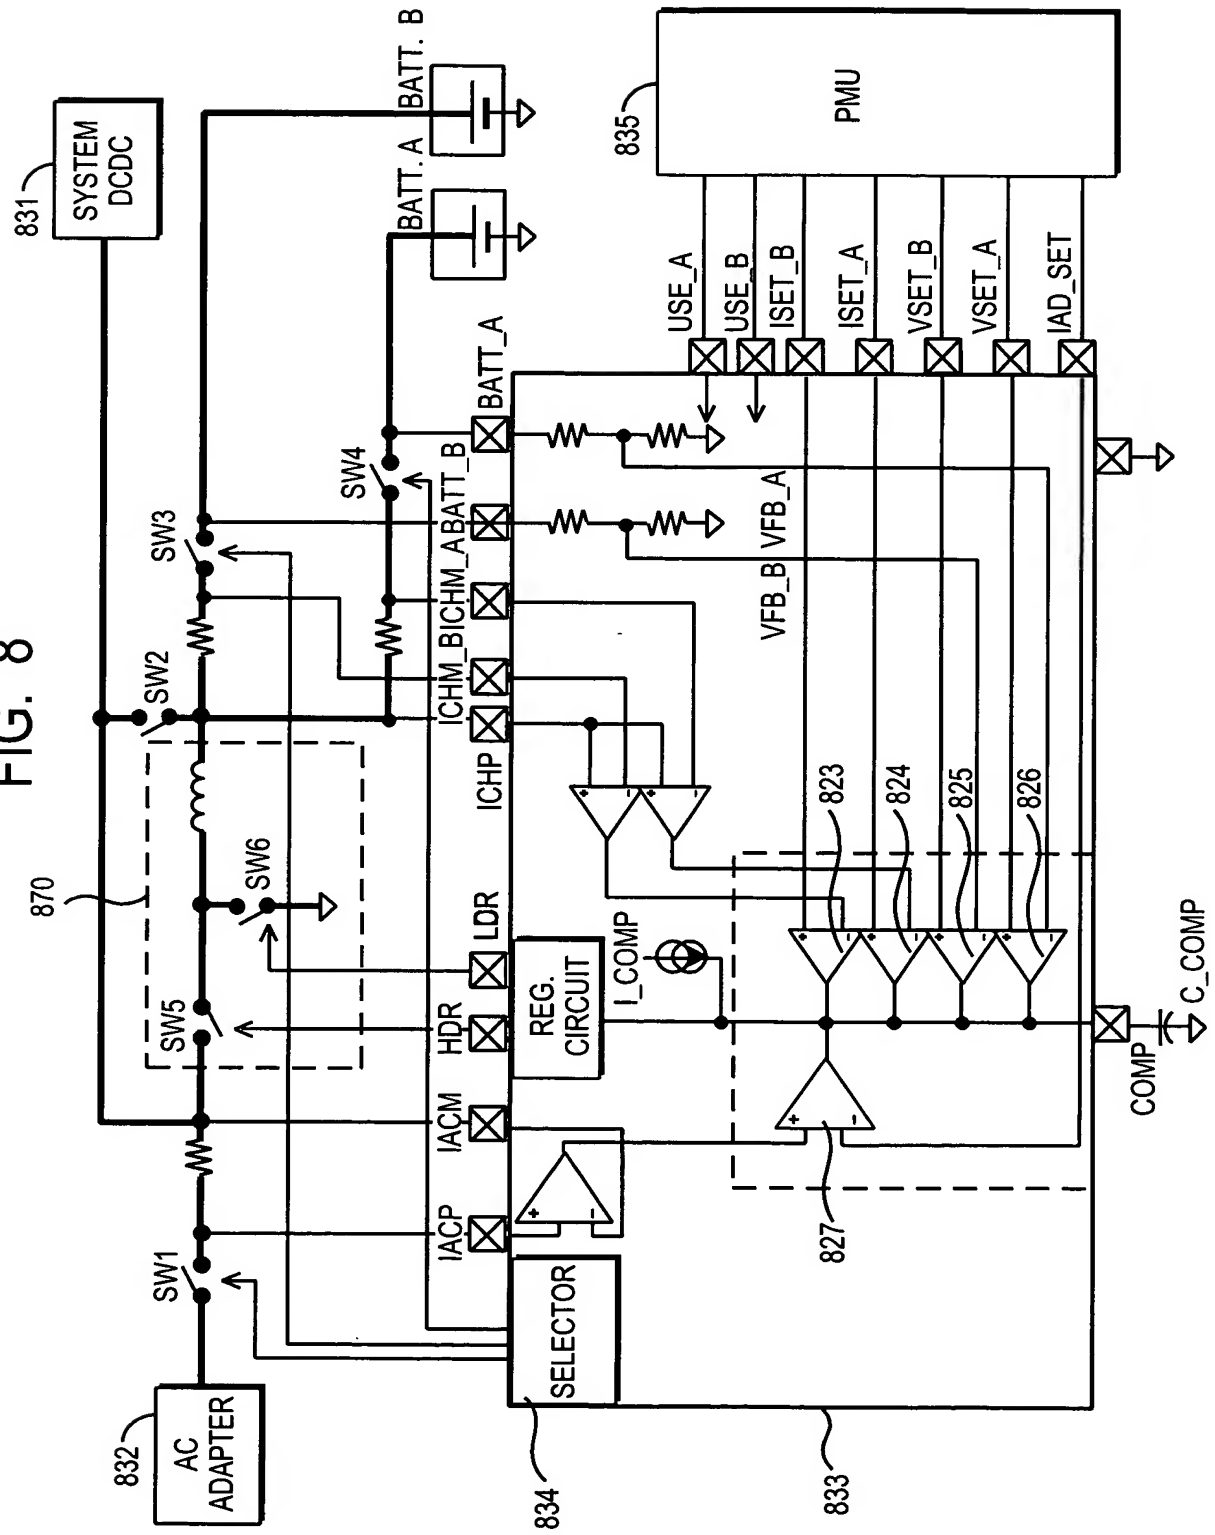 FIG. 8
831
SYSTEM
DCDC
BATT. A
BATT. B
870
SW1
SW2
SW3
SW4
SW5
SW6
832
AC
ADAPTER
IACP
IACM
HDR
LDR
ICHP
ICHM_B
ICHM_A
BATT_B
BATT_A
834
SELECTOR
REG.
CIRCUIT
I_COMP
+
-
+
-
+
-
VFB_B
VFB_A
835
PMU
USE_A
USE_B
ISET_B
ISET_A
VSET_B
VSET_A
IAD_SET
823
824
825
826
+
-
+
-
+
-
+
-
827
+
-
833
COMP
C_COMP